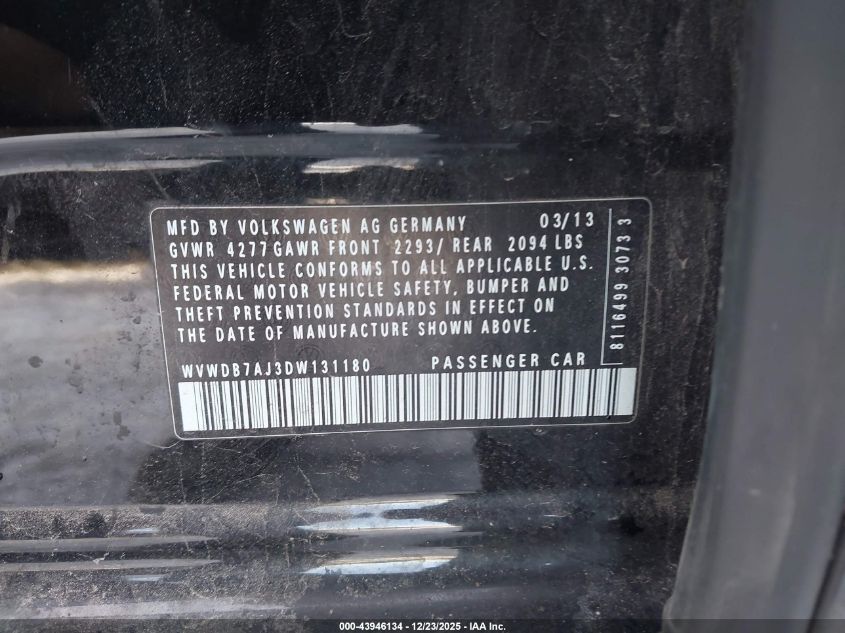 MFD BY VOLKSWAGEN AG GERMANY 03/13
GVWR 4277 GAWR FRONT 2293/ REAR 2094 LBS
THIS VEHICLE CONFORMS TO ALL APPLICABLE U.S.
FEDERAL MOTOR VEHICLE SAFETY, BUMPER AND
THEFT PREVENTION STANDARDS IN EFFECT ON
THE DATE OF MANUFACTURE SHOWN ABOVE.
WVWDB7AJ3DW131180 PASSENGER CAR
8116499 3073 3
000-43946134 - 12/23/2025 - IAA Inc.